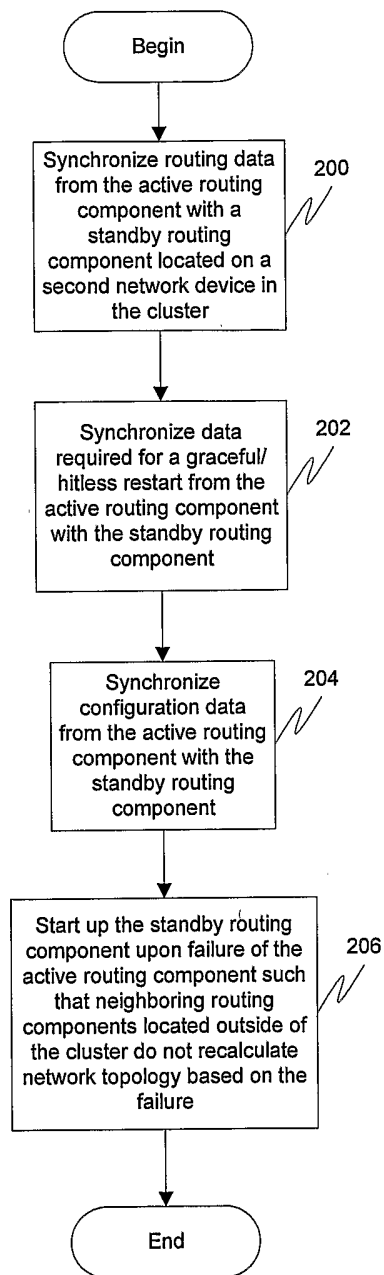 Begin
Synchronize routing data
from the active routing
component with a
standby routing
component located on a
second network device in
the cluster
200
Synchronize data
required for a graceful/
hitless restart from the
active routing component
with the standby routing
component
202
Synchronize
configuration data
from the active routing
component with the
standby routing
component
204
Start up the standby routing
component upon failure of the
active routing component such
that neighboring routing
components located outside of
the cluster do not recalculate
network topology based on the
failure
206
End